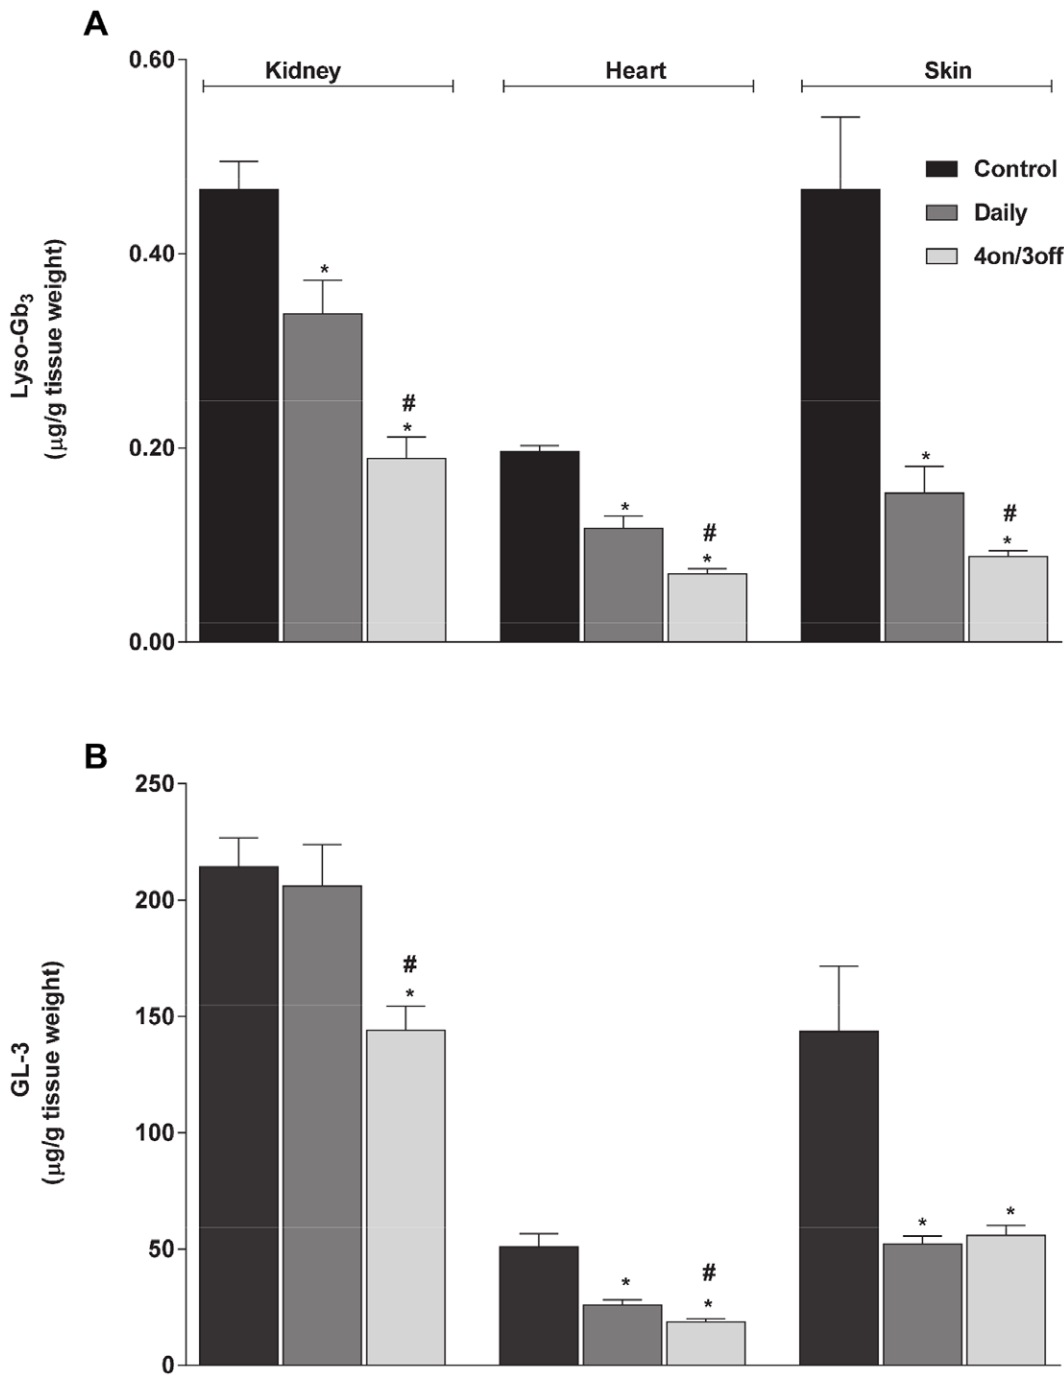 A
0.60
Kidney
Heart
Skin
Control
Daily
4on/3off
0.40
0.20
0.00
Lyso-Gb3
(μg/g tissue weight)
*
#
*
*
#
*
*
#
*
B
250
200
150
100
50
0
GL-3
(μg/g tissue weight)
#
*
*
#
*
*
*